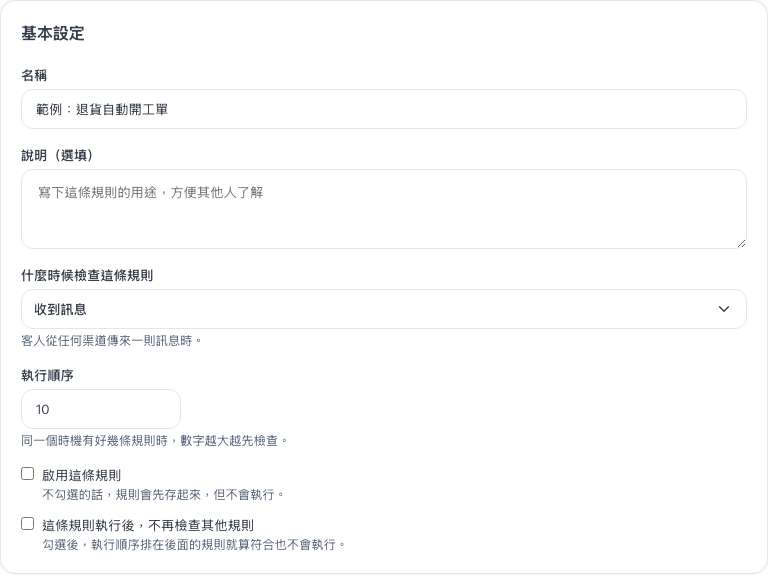 基本設定
名稱
範例：退貨自動開工單
說明（選填）
寫下這條規則的用途，方便其他人了解
什麼時候檢查這條規則
收到訊息
客人從任何渠道傳來一則訊息時。
執行順序
10
同一個時機有好幾條規則時，數字越大越先檢查。
啟用這條規則
不勾選的話，規則會先存起來，但不會執行。
這條規則執行後，不再檢查其他規則
勾選後，執行順序排在後面的規則就算符合也不會執行。